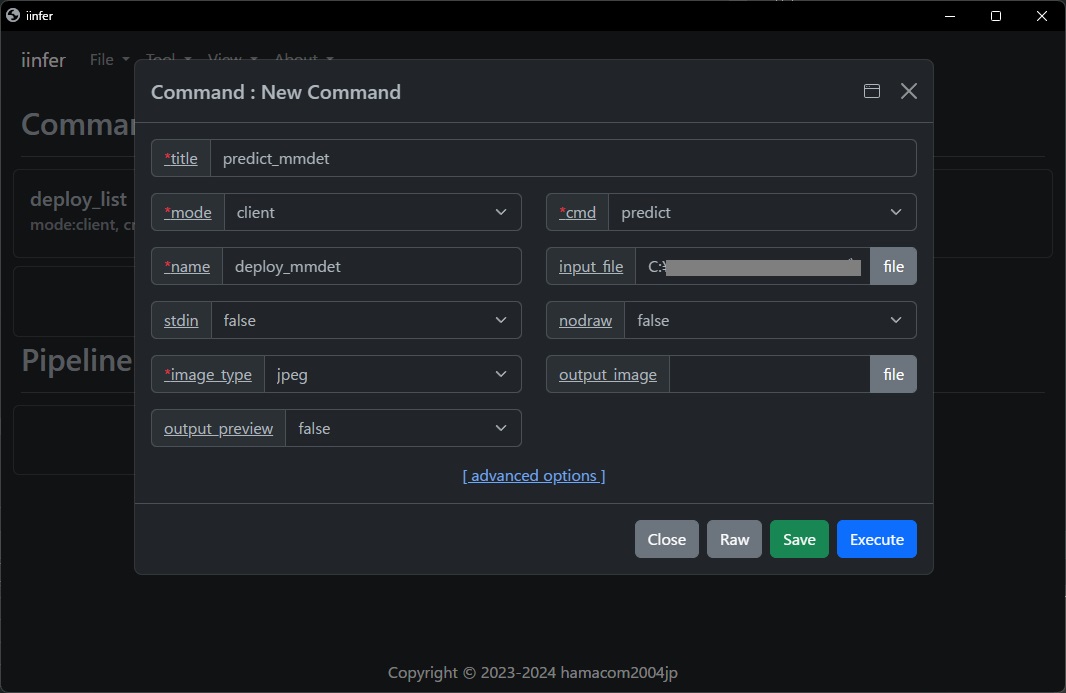 iinfer
iinfer File Tool View About
Command : New Command
Comma
*title predict_mmdet
*mode client *cmd predict
deploy_list
mode:client, c
*name deploy_mmdet input_file C:¥ file
stdin false nodraw false
Pipeline
*image_type jpeg output_image file
output_preview false
[ advanced options ]
Close Raw Save Execute
Copyright © 2023-2024 hamacom2004jp